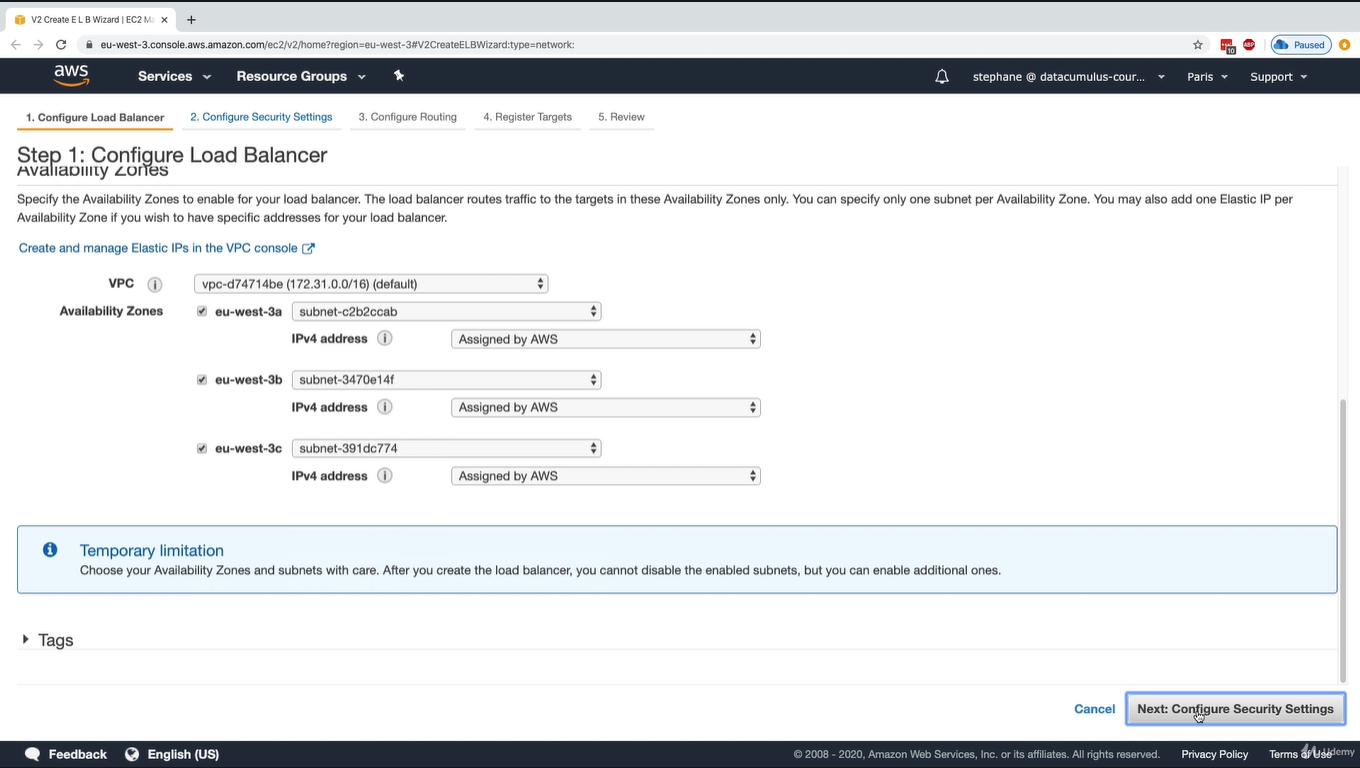 V2 Create E L B Wizard | EC2 Ma
eu-west-3.console.aws.amazon.com/ec2/v2/home?region=eu-west-3#V2CreateELBWizard:type=network:
10
ABP
Paused
aws
Services
Resource Groups
stephane @ datacumulus-cour...
Paris
Support
1. Configure Load Balancer
2. Configure Security Settings
3. Configure Routing
4. Register Targets
5. Review
Step 1: Configure Load Balancer
Availability Zones
Specify the Availability Zones to enable for your load balancer. The load balancer routes traffic to the targets in these Availability Zones only. You can specify only one subnet per Availability Zone. You may also add one Elastic IP per
Availability Zone if you wish to have specific addresses for your load balancer.
Create and manage Elastic IPs in the VPC console
VPC
vpc-d74714be (172.31.0.0/16) (default)
Availability Zones
eu-west-3a
subnet-c2b2ccab
IPv4 address
Assigned by AWS
eu-west-3b
subnet-3470e14f
IPv4 address
Assigned by AWS
eu-west-3c
subnet-391dc774
IPv4 address
Assigned by AWS
Temporary limitation
Choose your Availability Zones and subnets with care. After you create the load balancer, you cannot disable the enabled subnets, but you can enable additional ones.
Tags
Cancel
Next: Configure Security Settings
Feedback
English (US)
© 2008 - 2020, Amazon Web Services, Inc. or its affiliates. All rights reserved.
Privacy Policy
Terms of Use
Udemy